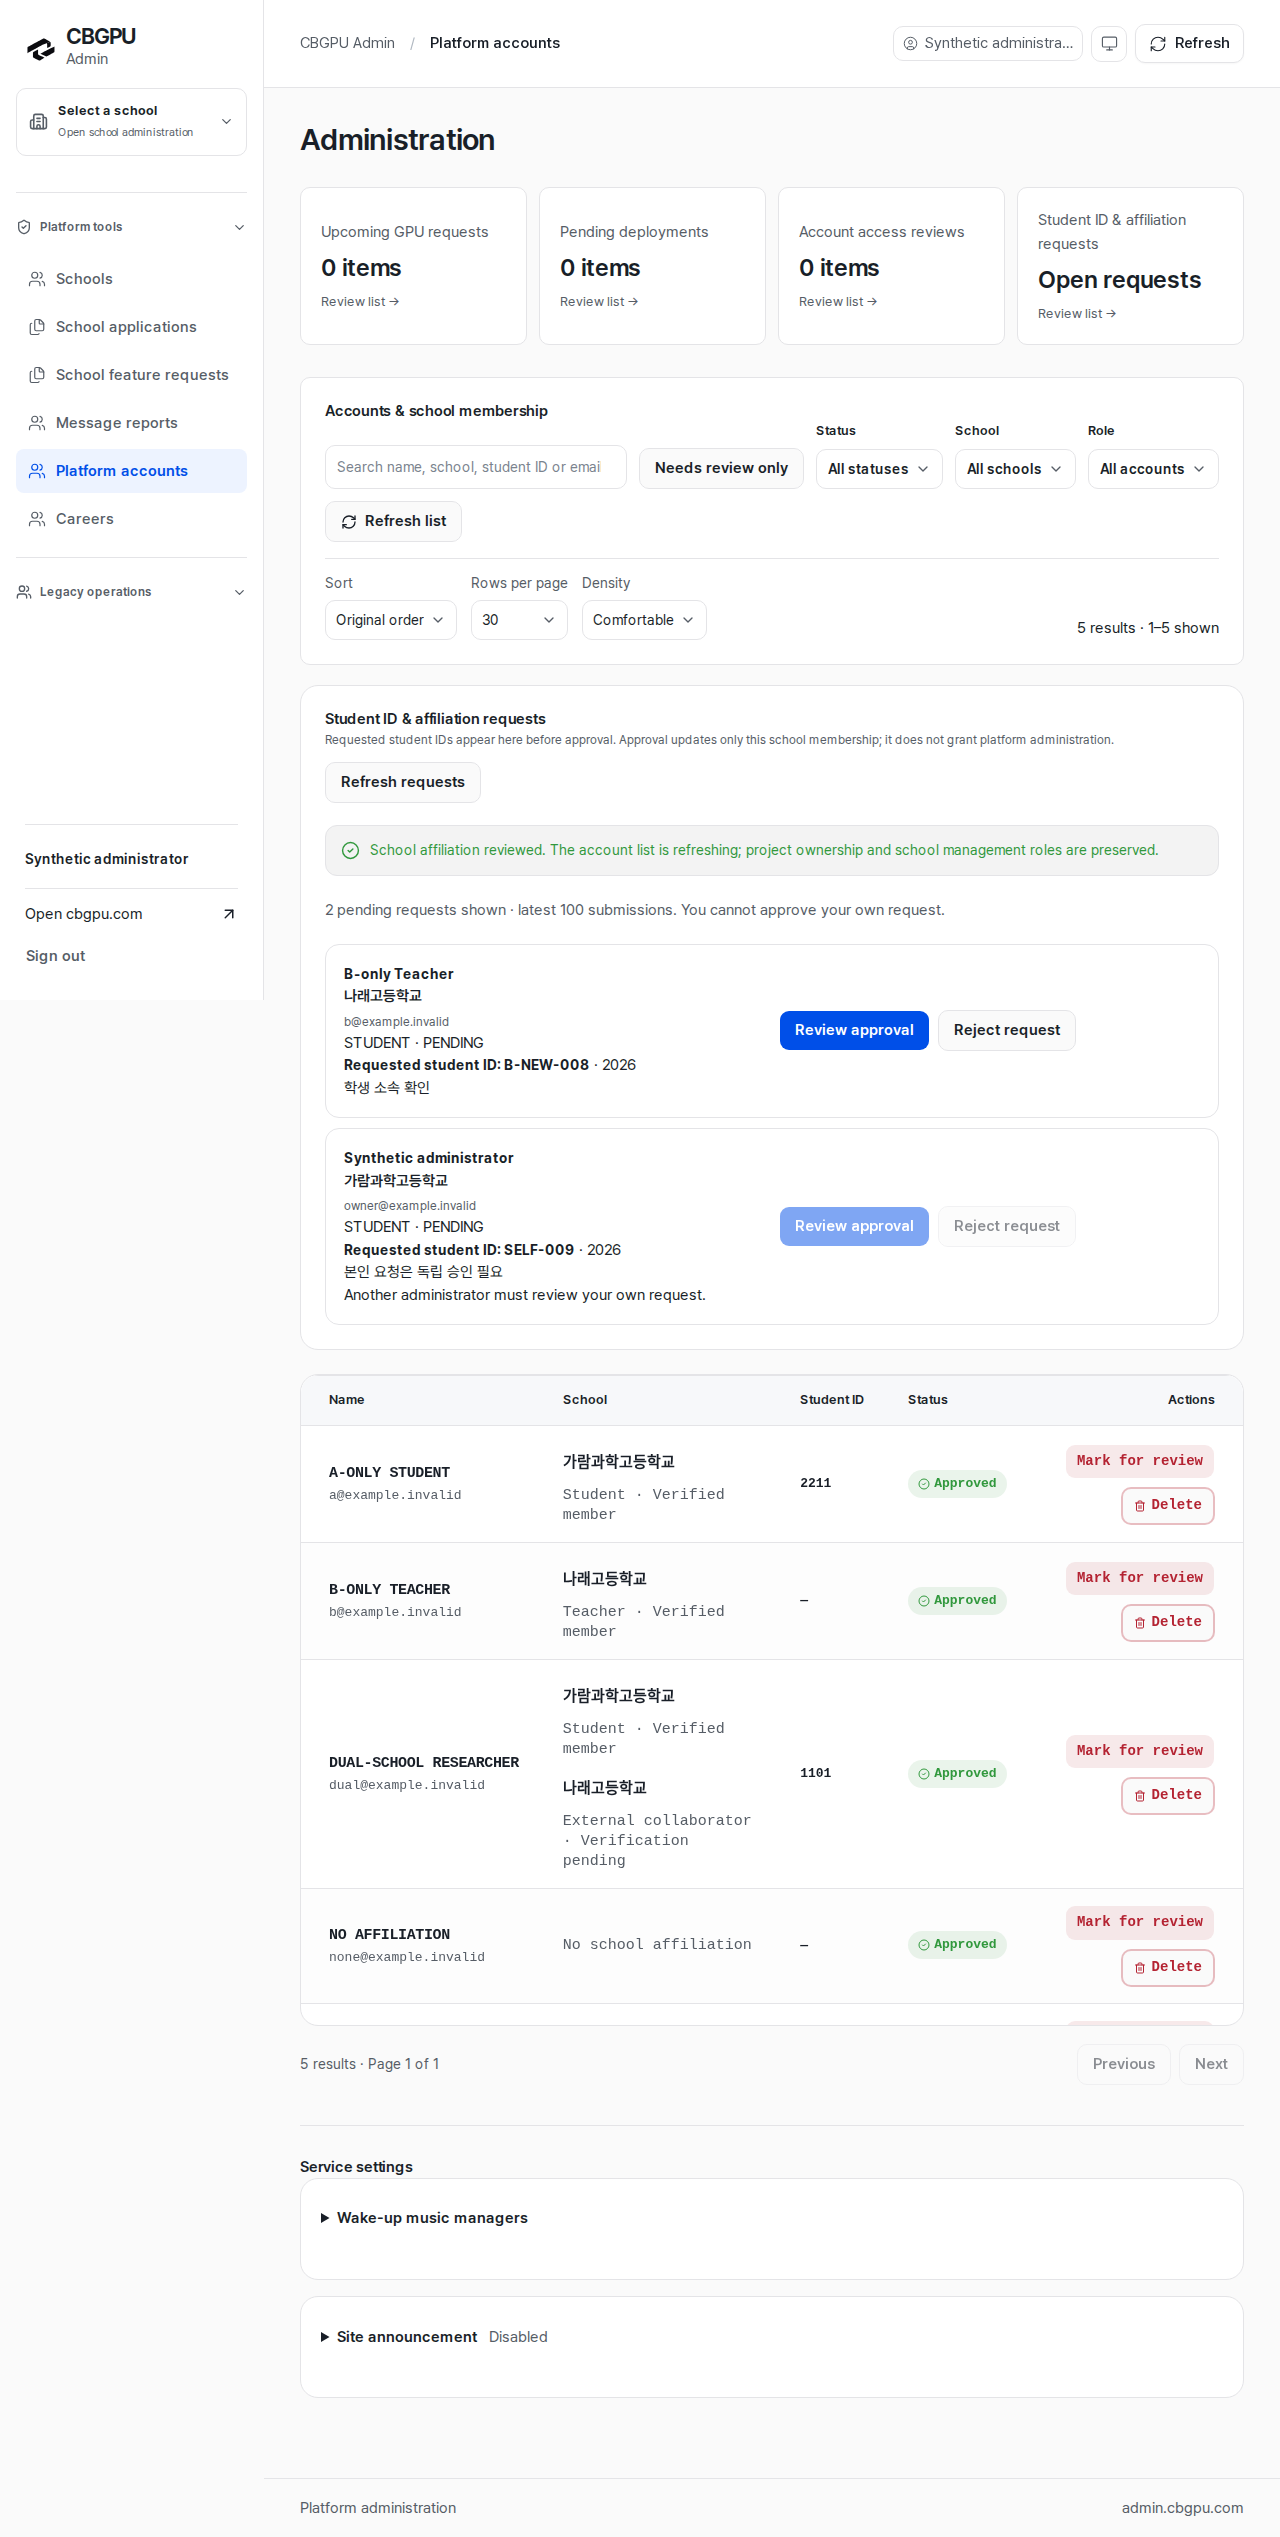 CBGPU
Admin
Select a school
Open school administration
Platform tools
Schools
School applications
School feature requests
Message reports
Platform accounts
Careers
Legacy operations
Synthetic administrator
Open cbgpu.com
Sign out
CBGPU Admin / Platform accounts
Synthetic administra...
Refresh
Administration
Upcoming GPU requests
0 items
Review list →
Pending deployments
0 items
Review list →
Account access reviews
0 items
Review list →
Student ID & affiliation
requests
Open requests
Review list →
Accounts & school membership
Search name, school, student ID or emai
Needs review only
Status
All statuses
School
All schools
Role
All accounts
Refresh list
Sort
Original order
Rows per page
30
Density
Comfortable
5 results · 1–5 shown
Student ID & affiliation requests
Requested student IDs appear here before approval. Approval updates only this school membership; it does not grant platform administration.
Refresh requests
School affiliation reviewed. The account list is refreshing; project ownership and school management roles are preserved.
2 pending requests shown · latest 100 submissions. You cannot approve your own request.
B-only Teacher
나래고등학교
b@example.invalid
STUDENT · PENDING
Requested student ID: B-NEW-008 · 2026
학생 소속 확인
Review approval
Reject request
Synthetic administrator
가람과학고등학교
owner@example.invalid
STUDENT · PENDING
Requested student ID: SELF-009 · 2026
본인 요청은 독립 승인 필요
Another administrator must review your own request.
Review approval
Reject request
Name School Student ID Status Actions
A-ONLY STUDENT
a@example.invalid
가람과학고등학교
Student · Verified
member
2211
Approved
Mark for review
Delete
B-ONLY TEACHER
b@example.invalid
나래고등학교
Teacher · Verified
member
—
Approved
Mark for review
Delete
DUAL-SCHOOL RESEARCHER
dual@example.invalid
가람과학고등학교
Student · Verified
member
나래고등학교
External collaborator
· Verification
pending
1101
Approved
Mark for review
Delete
NO AFFILIATION
none@example.invalid
No school affiliation
—
Approved
Mark for review
Delete
5 results · Page 1 of 1
Previous
Next
Service settings
Wake-up music managers
Site announcement Disabled
Platform administration
admin.cbgpu.com